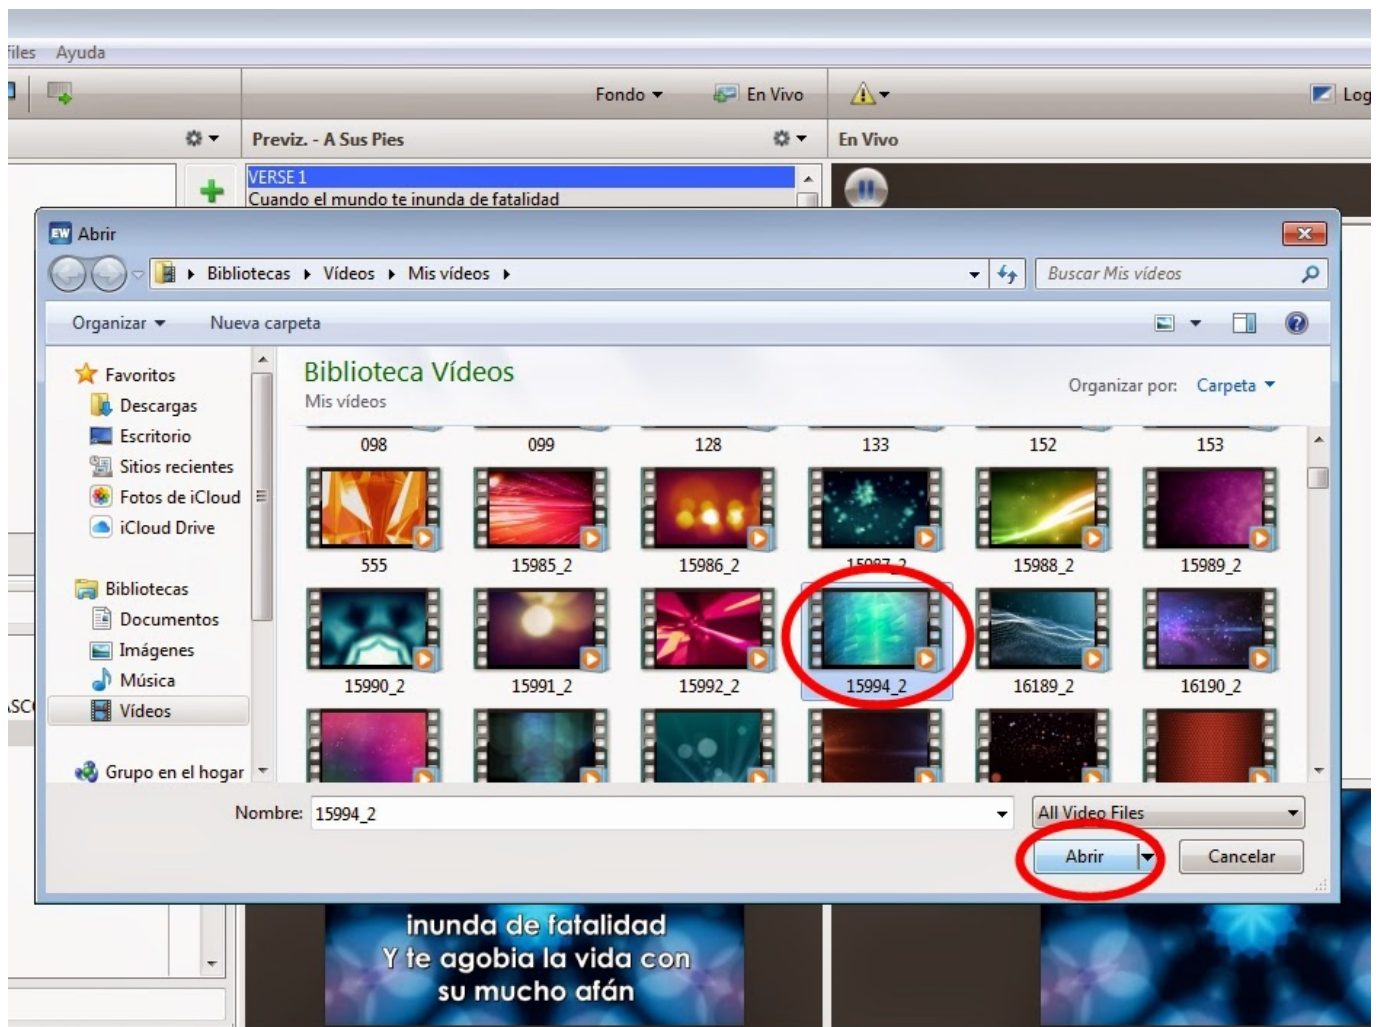 files Ayuda
Fondo En Vivo
Log
Previz. - A Sus Pies
En Vivo
VERSE 1
Cuando el mundo te inunda de fatalidad
EW Abrir
Bibliotecas Vídeos Mis vídeos
Buscar Mis vídeos
Organizar Nueva carpeta
Favoritos
Descargas
Escritorio
Sitios recientes
Fotos de iCloud
iCloud Drive
Bibliotecas
Documentos
Imágenes
Música
Vídeos
Grupo en el hogar
Biblioteca Vídeos
Mis vídeos
Organizar por: Carpeta
098 099 128 133 152 153
555 15985_2 15986_2 15987_2 15988_2 15989_2
15990_2 15991_2 15992_2 15994_2 16189_2 16190_2
Nombre: 15994_2
All Video Files
Abrir Cancelar
inunda de fatalidad
Y te agobia la vida con
su mucho afán